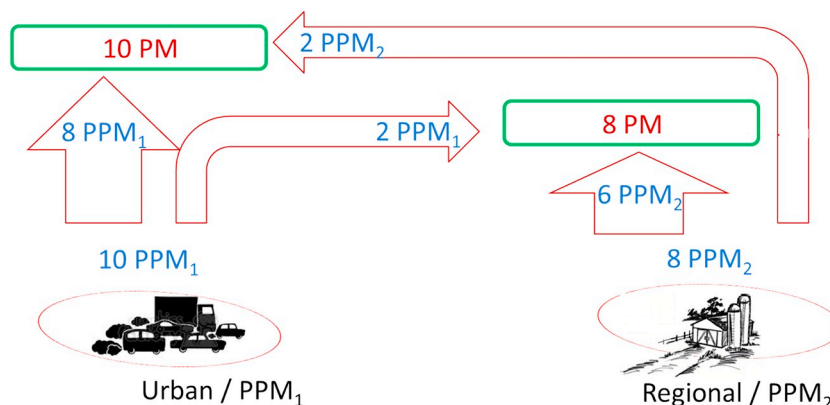 10 PM
2 PPM₂
8 PPM₁
2 PPM₁
8 PM
6 PPM₂
10 PPM₁
8 PPM₂
Urban / PPM₁
Regional / PPM₂